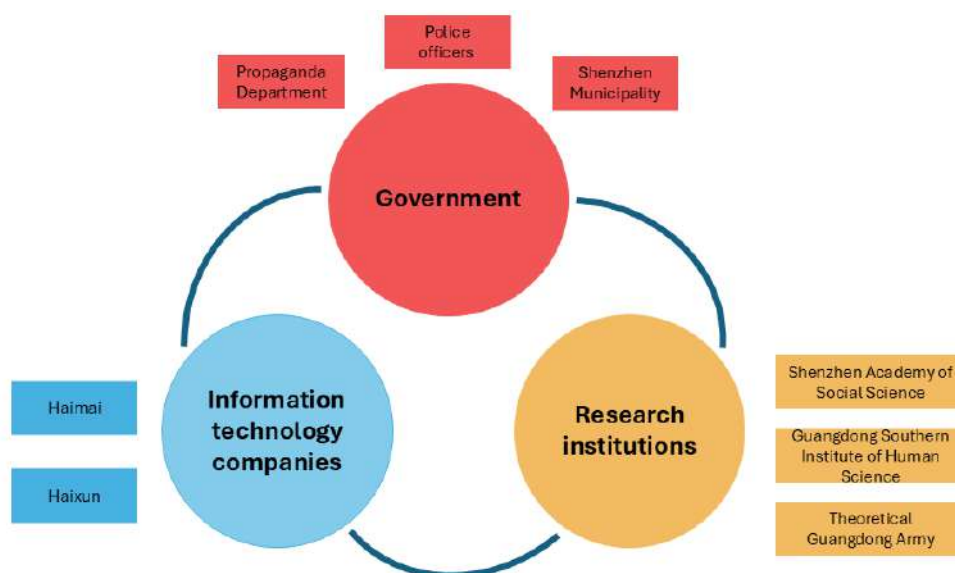 Police
officers
Propaganda
Department
Shenzhen
Municipality
Government
Information
technology
companies
Haimai
Haixun
Research
institutions
Shenzhen Academy of
Social Science
Guangdong Southern
Institute of Human
Science
Theoretical
Guangdong Army